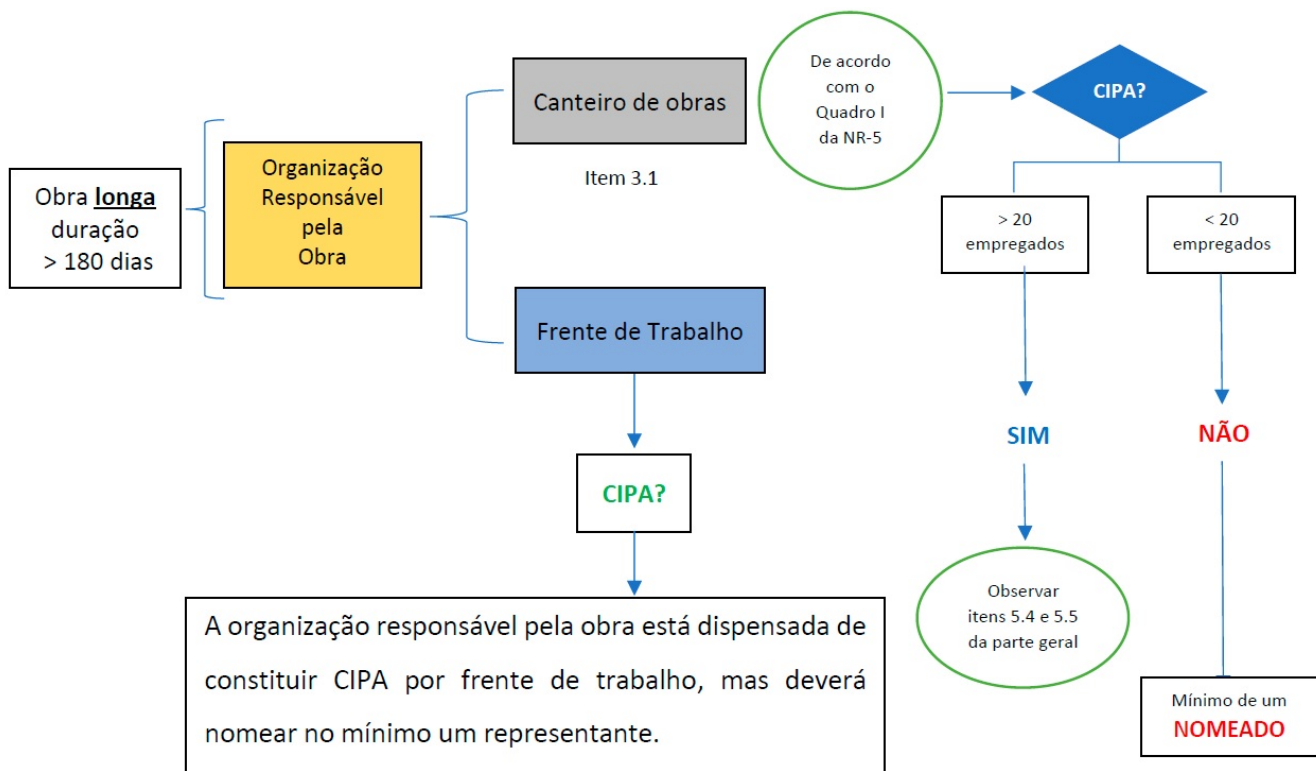 Obra longa
duração
> 180 dias
Organização
Responsável
pela
Obra
Canteiro de obras
Item 3.1
De acordo
com o
Quadro I
da NR-5
CIPA?
> 20
empregados
< 20
empregados
Frente de Trabalho
SIM
NÃO
CIPA?
Observar
itens 5.4 e 5.5
da parte geral
A organização responsável pela obra está dispensada de
constituir CIPA por frente de trabalho, mas deverá
nomear no mínimo um representante.
Mínimo de um
NOMEADO